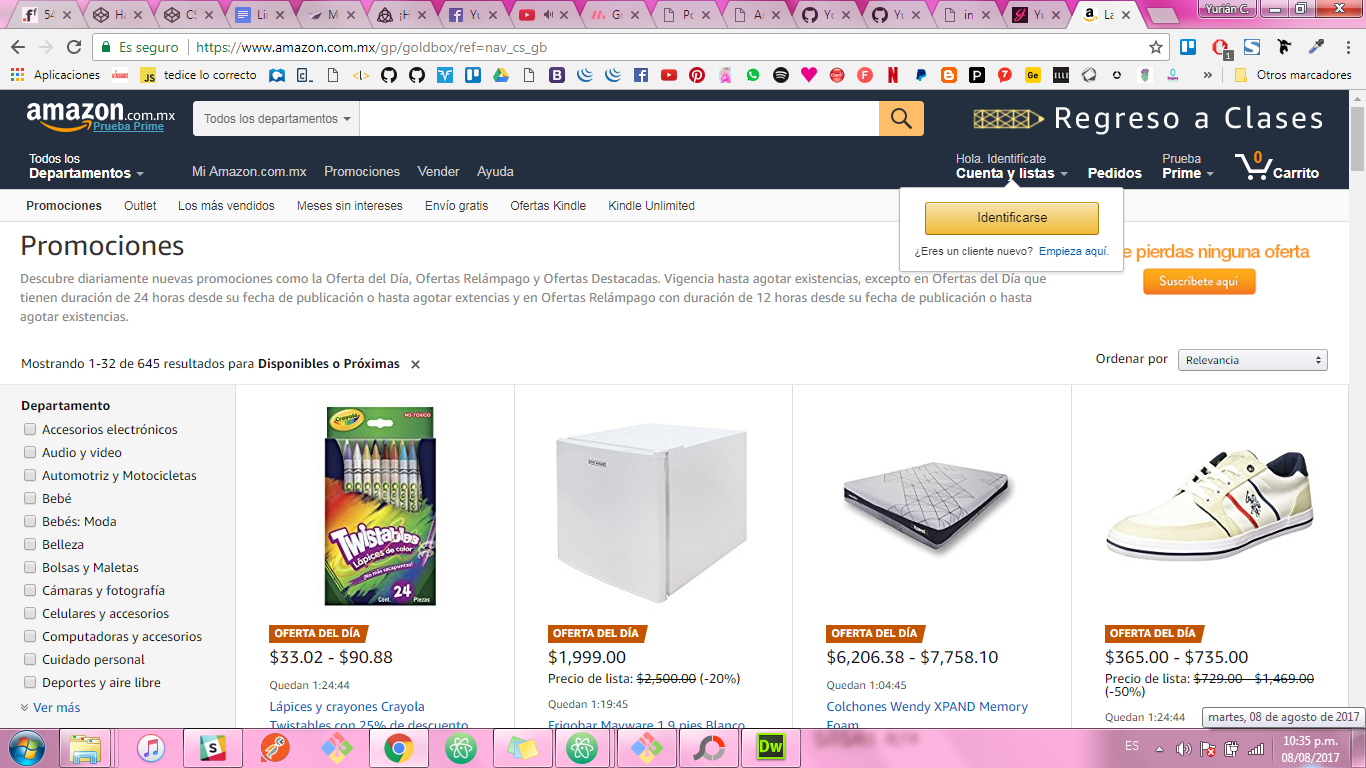 Yurián C.
Es seguro
https://www.amazon.com.mx/gp/goldbox/ref=nav_cs_gb
Aplicaciones
tedice lo correcto
Otros marcadores
amazon.com.mx
Prueba Prime
Todos los departamentos
Regreso a Clases
Todos los
Departamentos
Mi Amazon.com.mx
Promociones
Vender
Ayuda
Hola. Identifícate
Cuenta y listas
Pedidos
Prueba
Prime
0
Carrito
Promociones
Outlet
Los más vendidos
Meses sin intereses
Envío gratis
Ofertas Kindle
Kindle Unlimited
Identificarse
¿Eres un cliente nuevo? Empieza aquí.
Promociones
e pierdas ninguna oferta
Suscríbete aquí
Descubre diariamente nuevas promociones como la Oferta del Día, Ofertas Relámpago y Ofertas Destacadas. Vigencia hasta agotar existencias, excepto en Ofertas del Día que
tienen duración de 24 horas desde su fecha de publicación o hasta agotar extencias y en Ofertas Relámpago con duración de 12 horas desde su fecha de publicación o hasta
agotar existencias.
Mostrando 1-32 de 645 resultados para Disponibles o Próximas
Ordenar por
Relevancia
Departamento
Accesorios electrónicos
Audio y video
Automotriz y Motocicletas
Bebé
Bebés: Moda
Belleza
Bolsas y Maletas
Cámaras y fotografía
Celulares y accesorios
Computadoras y accesorios
Cuidado personal
Deportes y aire libre
Ver más
Crayola
NO-TOXICO
Twistables
Lápices de color
¡No más sacapuntas!
Cont. 24 Piezas
OFERTA DEL DÍA
$33.02 - $90.88
Quedan 1:24:44
Lápices y crayones Crayola
Twistables con 25% de descuento
OFERTA DEL DÍA
$1,999.00
Precio de lista: $2,500.00 (-20%)
Quedan 1:19:45
Frigobar Mayware 1.9 pies Blanco
OFERTA DEL DÍA
$6,206.38 - $7,758.10
Quedan 1:04:45
Colchones Wendy XPAND Memory
Foam
OFERTA DEL DÍA
$365.00 - $735.00
Precio de lista: $729.00 - $1,469.00
(-50%)
Quedan 1:24:44
martes, 08 de agosto de 2017
Dw
ES
10:35 p.m.
08/08/2017